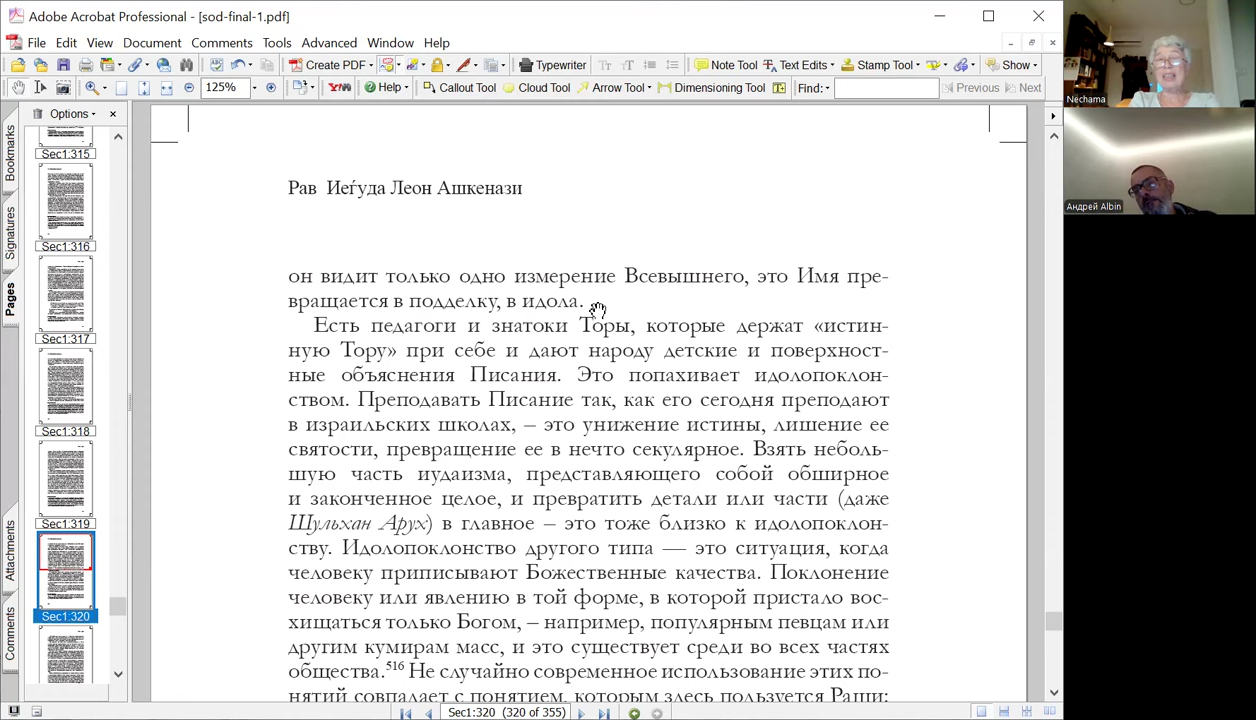 Adobe Acrobat Professional - [sod-final-1.pdf]
File Edit View Document Comments Tools Advanced Window Help
Create PDF Typewriter Note Tool Text Edits Stamp Tool Show
125% Help Callout Tool Cloud Tool Arrow Tool Dimensioning Tool Find: Previous Next
Options
Bookmarks
Signatures
Pages
Attachments
Comments
Sec1:315
Sec1:316
Sec1:317
Sec1:318
Sec1:319
Sec1:320
Рав Иеѓуда Леон Ашкенази
он видит только одно измерение Всевышнего, это Имя пре-
вращается в подделку, в идола.
Есть педагоги и знатоки Торы, которые держат «истин-
ную Тору» при себе и дают народу детские и поверхност-
ные объяснения Писания. Это попахивает идолопоклон-
ством. Преподавать Писание так, как его сегодня преподают
в израильских школах, – это унижение истины, лишение ее
святости, превращение ее в нечто секулярное. Взять неболь-
шую часть иудаизма, представляющего собой обширное
и законченное целое, и превратить детали или части (даже
Шульхан Арух) в главное – это тоже близко к идолопоклон-
ству. Идолопоклонство другого типа — это ситуация, когда
человеку приписывают Божественные качества. Поклонение
человеку или явлению в той форме, в которой пристало вос-
хищаться только Богом, – например, популярным певцам или
другим кумирам масс, и это существует среди во всех частях
общества.516 Не случайно современное использование этих по-
нятий совпадает с понятием, которым здесь пользуется Раши:
Sec1:320 (320 of 355)
Nechama
Андрей Albin